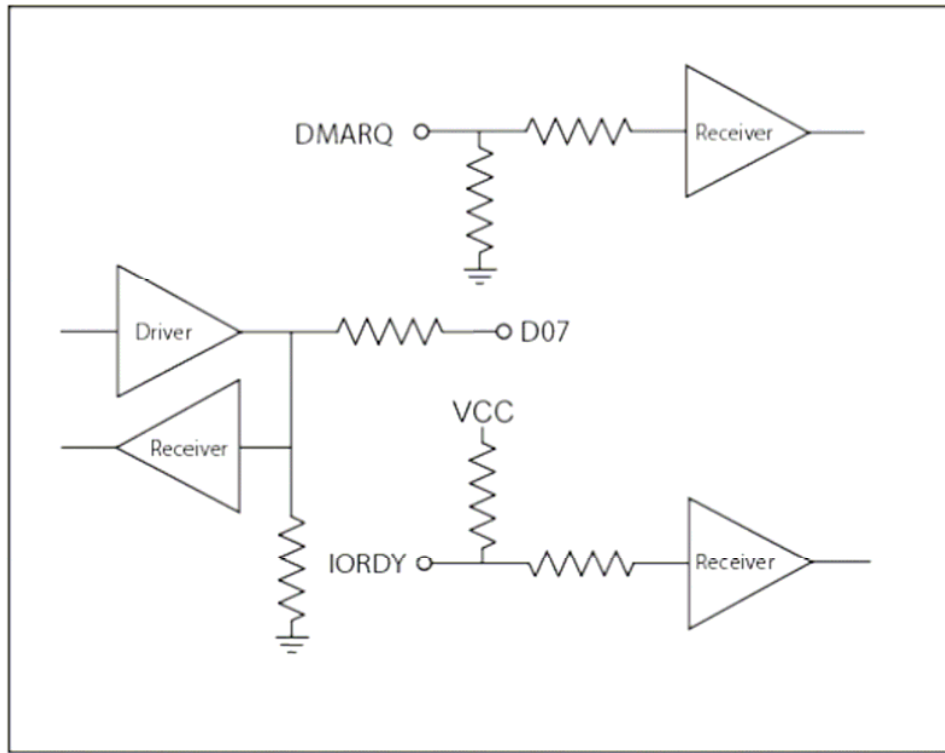 DMARQ
Receiver
Driver
D07
Receiver
VCC
IORDY
Receiver